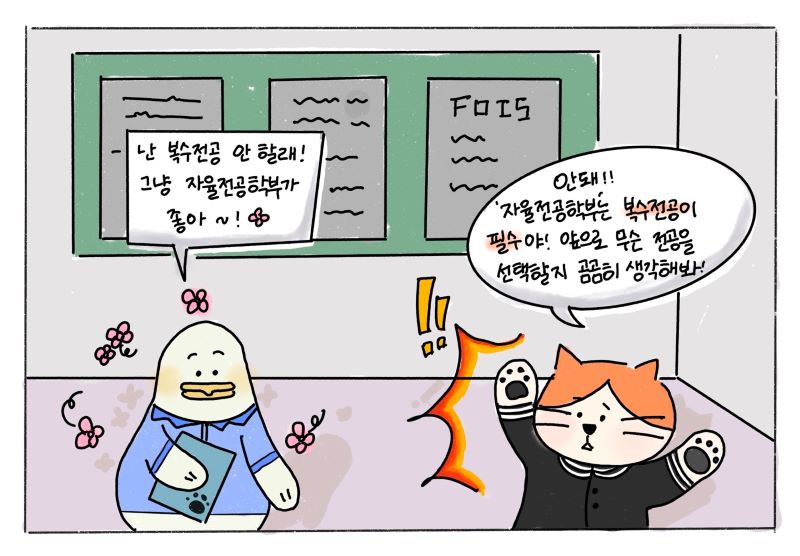 FOIS
난 복수전공 안 할래!
그냥 자율전공학부가
좋아 ~!
안돼!!
'자율전공학부'는 복수전공이
필수야! 앞으로 무슨 전공을
선택할지 곰곰히 생각해봐!
!!